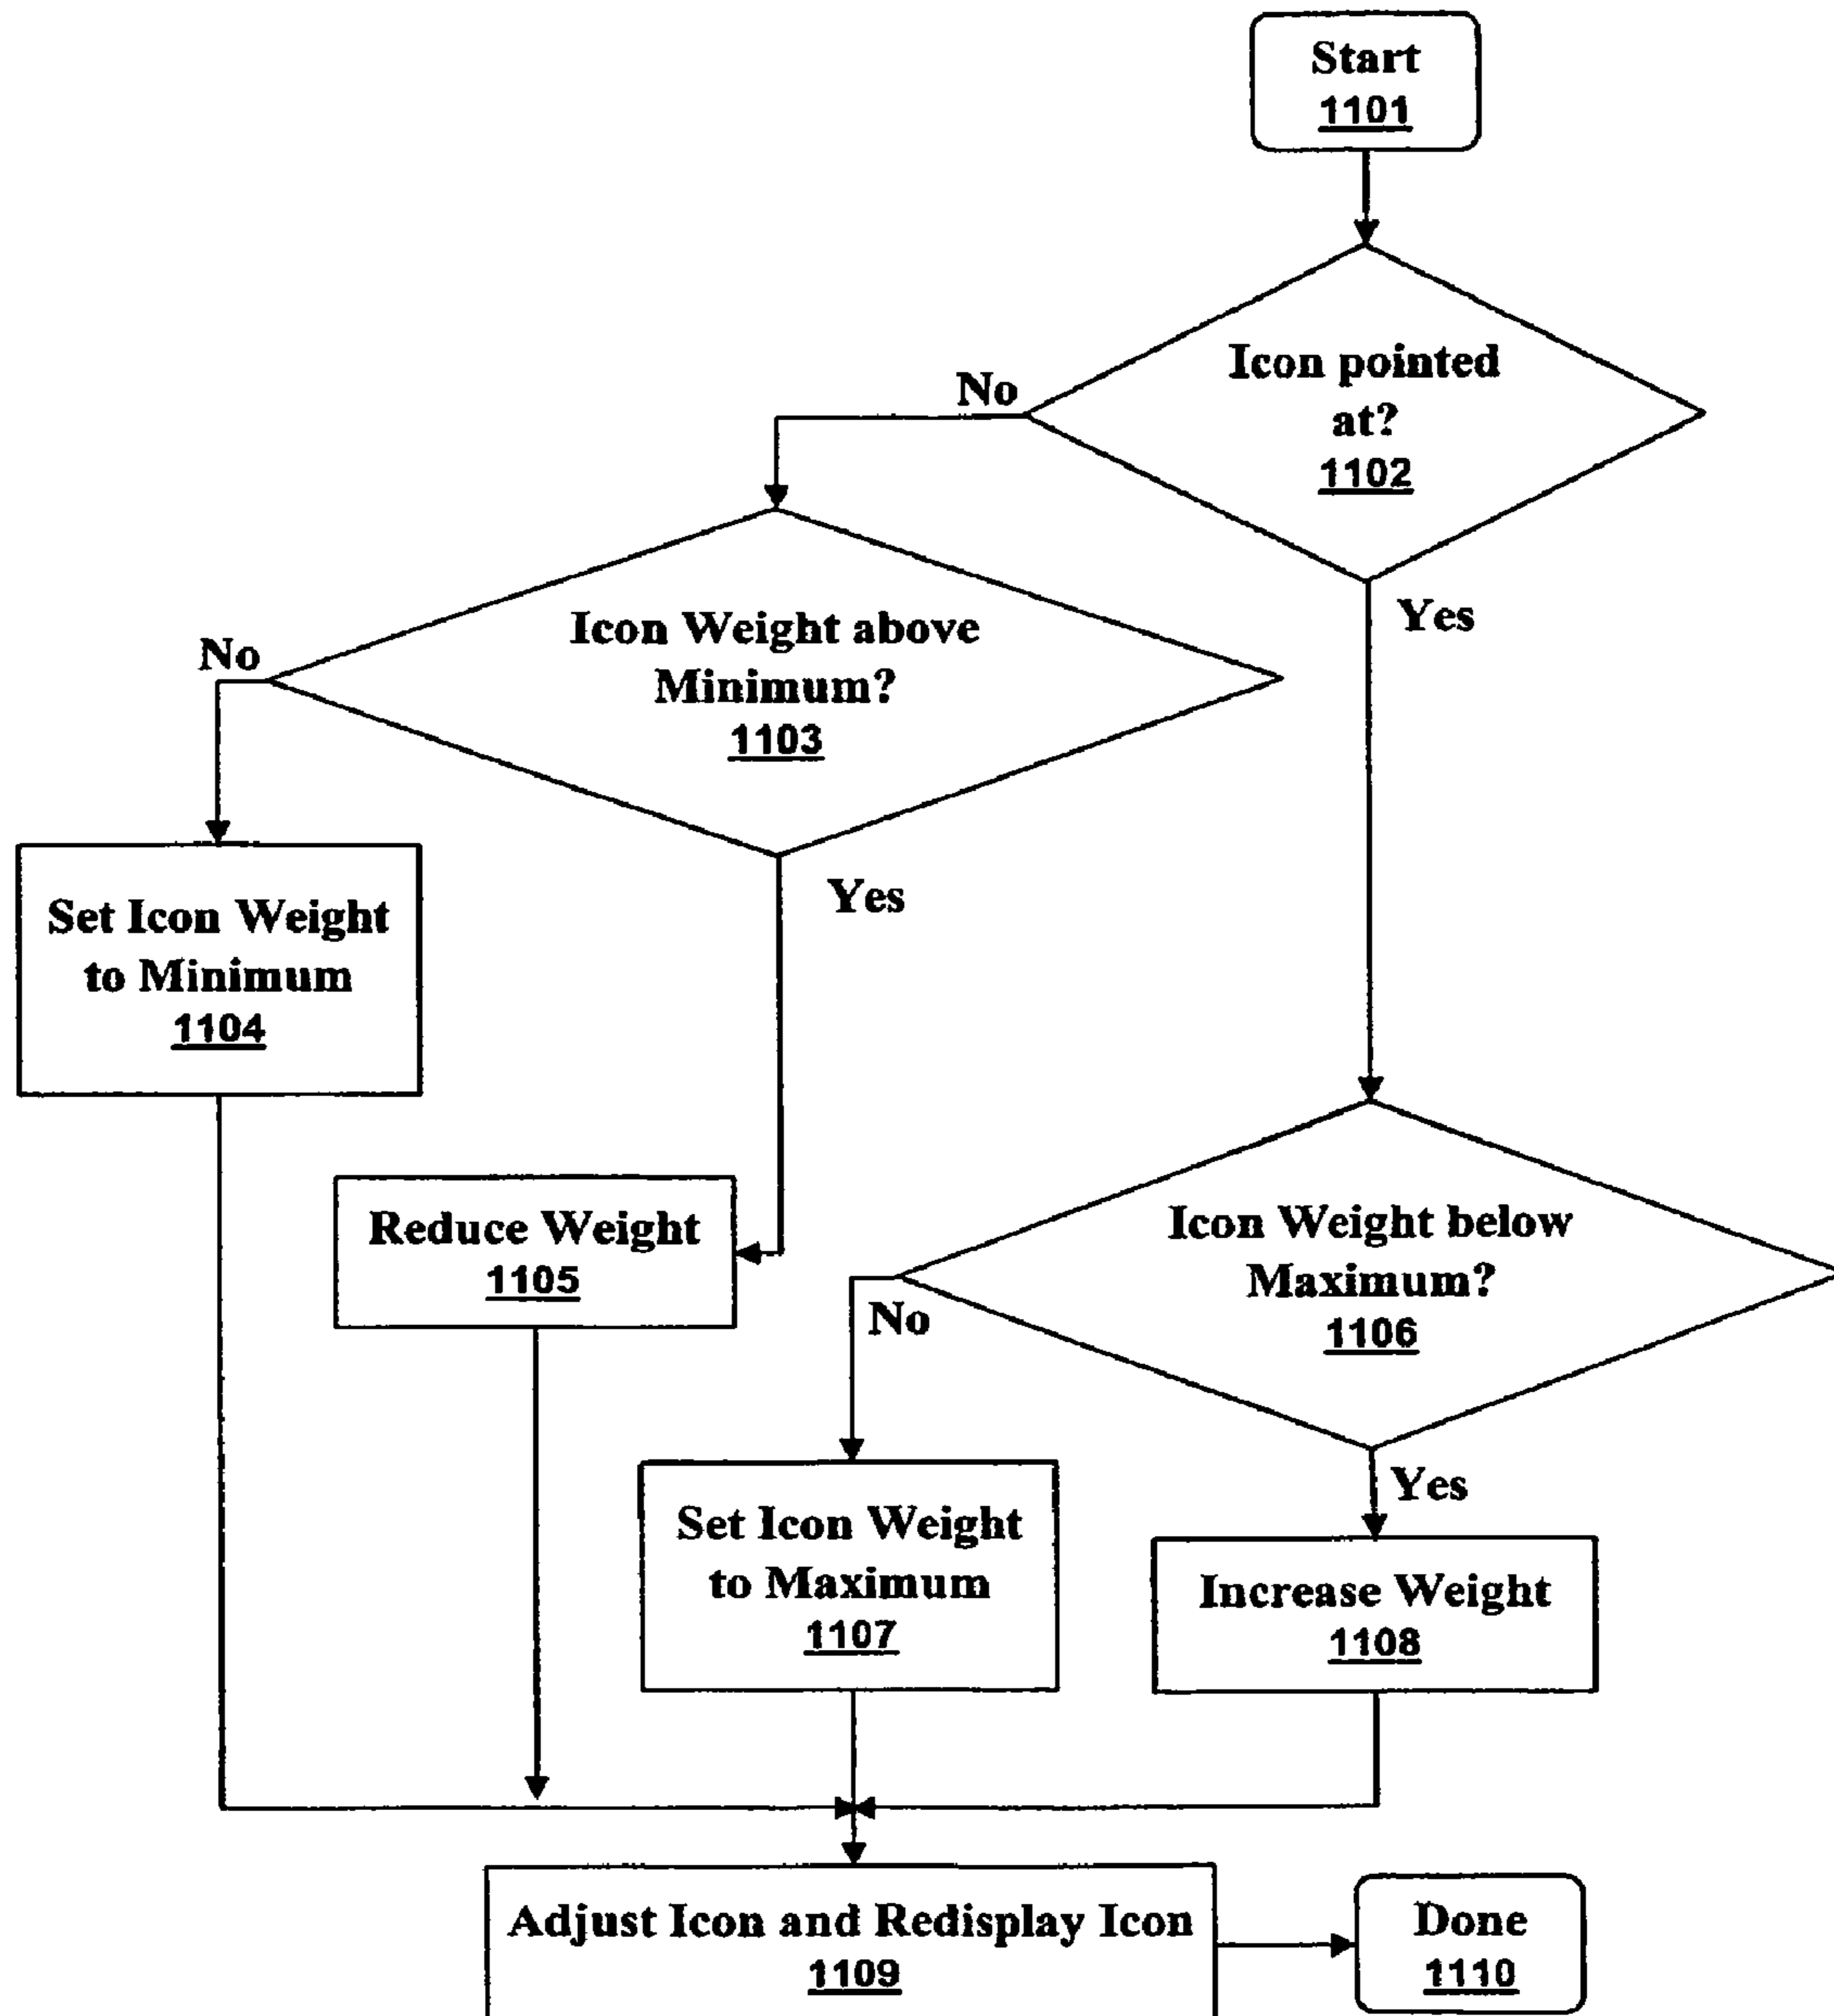 Start
1101
Icon pointed
at?
1102
No
Yes
Icon Weight above
Minimum?
1103
No
Yes
Set Icon Weight
to Minimum
1104
Reduce Weight
1105
Icon Weight below
Maximum?
1106
No
Yes
Set Icon Weight
to Maximum
1107
Increase Weight
1108
Adjust Icon and Redisplay Icon
1109
Done
1110